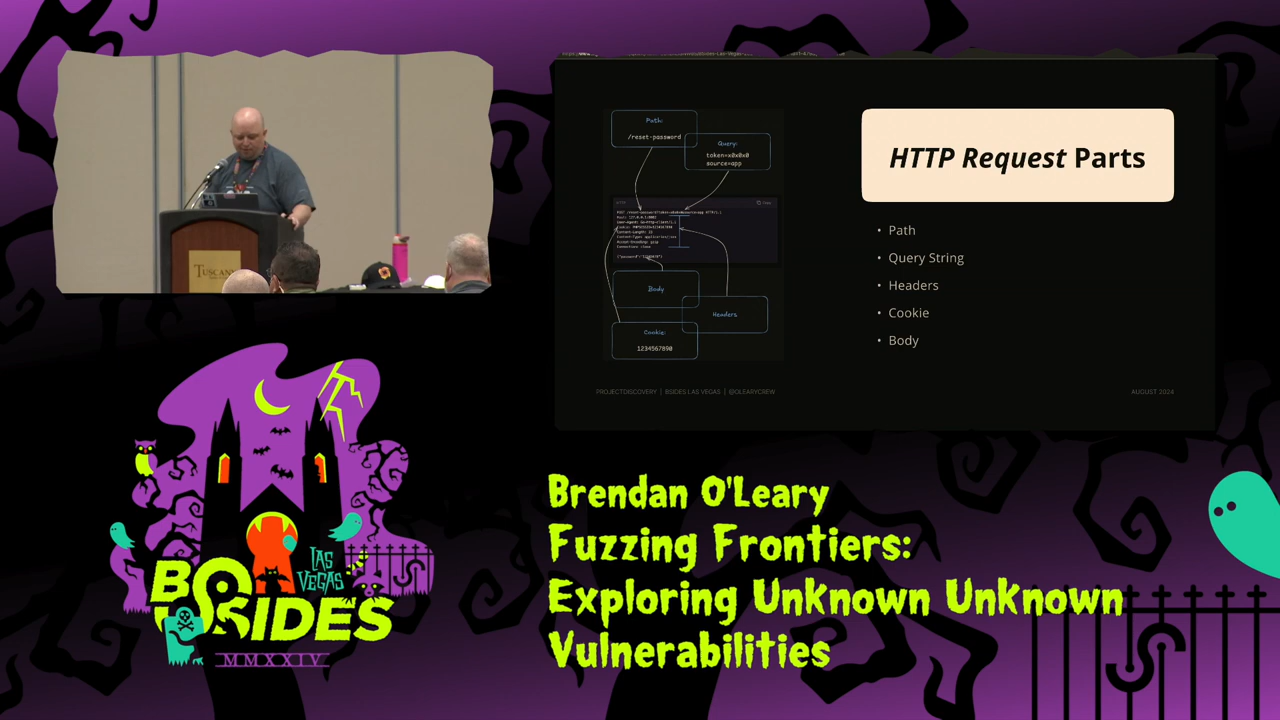 TUSCANY
Path:
/reset-password
Query:
token=x0x0x0
source=app
HTTP
Copy
Body
Headers
Cookie:
1234567890
HTTP Request Parts
• Path
• Query String
• Headers
• Cookie
• Body
PROJECTDISCOVERY | BSIDES LAS VEGAS | @OLEARYCREW
AUGUST 2024
LAS
VEGAS
BSIDES
MMXXIV
Brendan O'Leary
Fuzzing Frontiers:
Exploring Unknown Unknown
Vulnerabilities